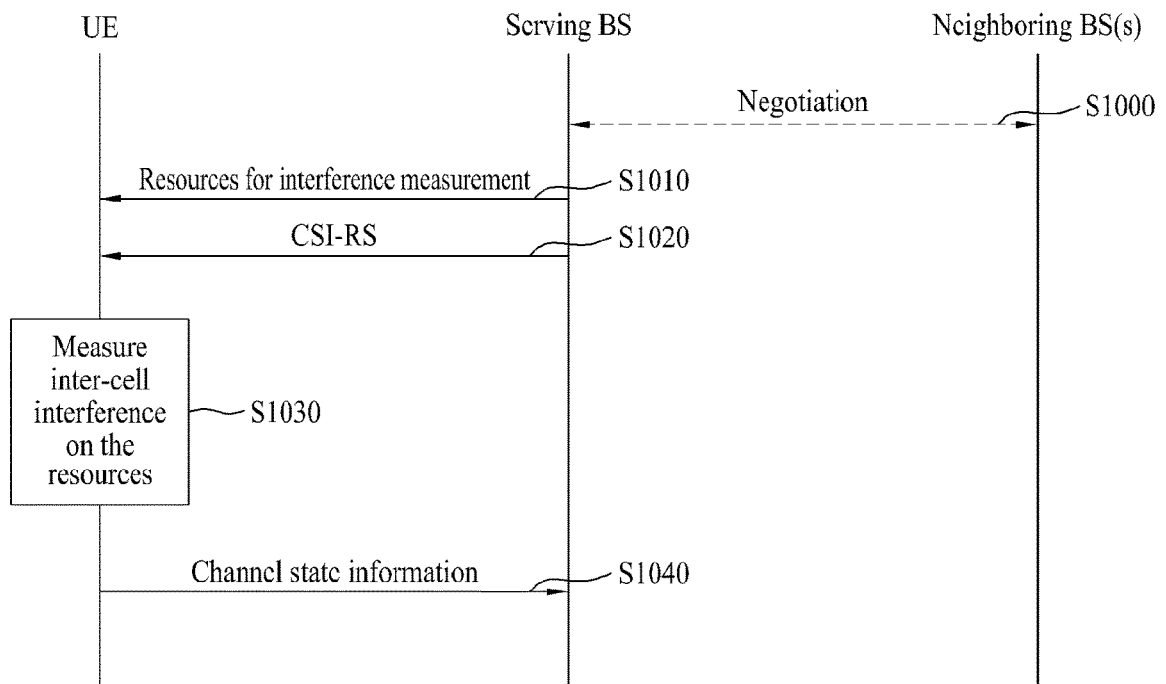 UE
Serving BS
Neighboring BS(s)
Negotiation
S1000
Resources for interference measurement
S1010
CSI-RS
S1020
Measure
inter-cell
interference
on the
resources
S1030
Channel state information
S1040